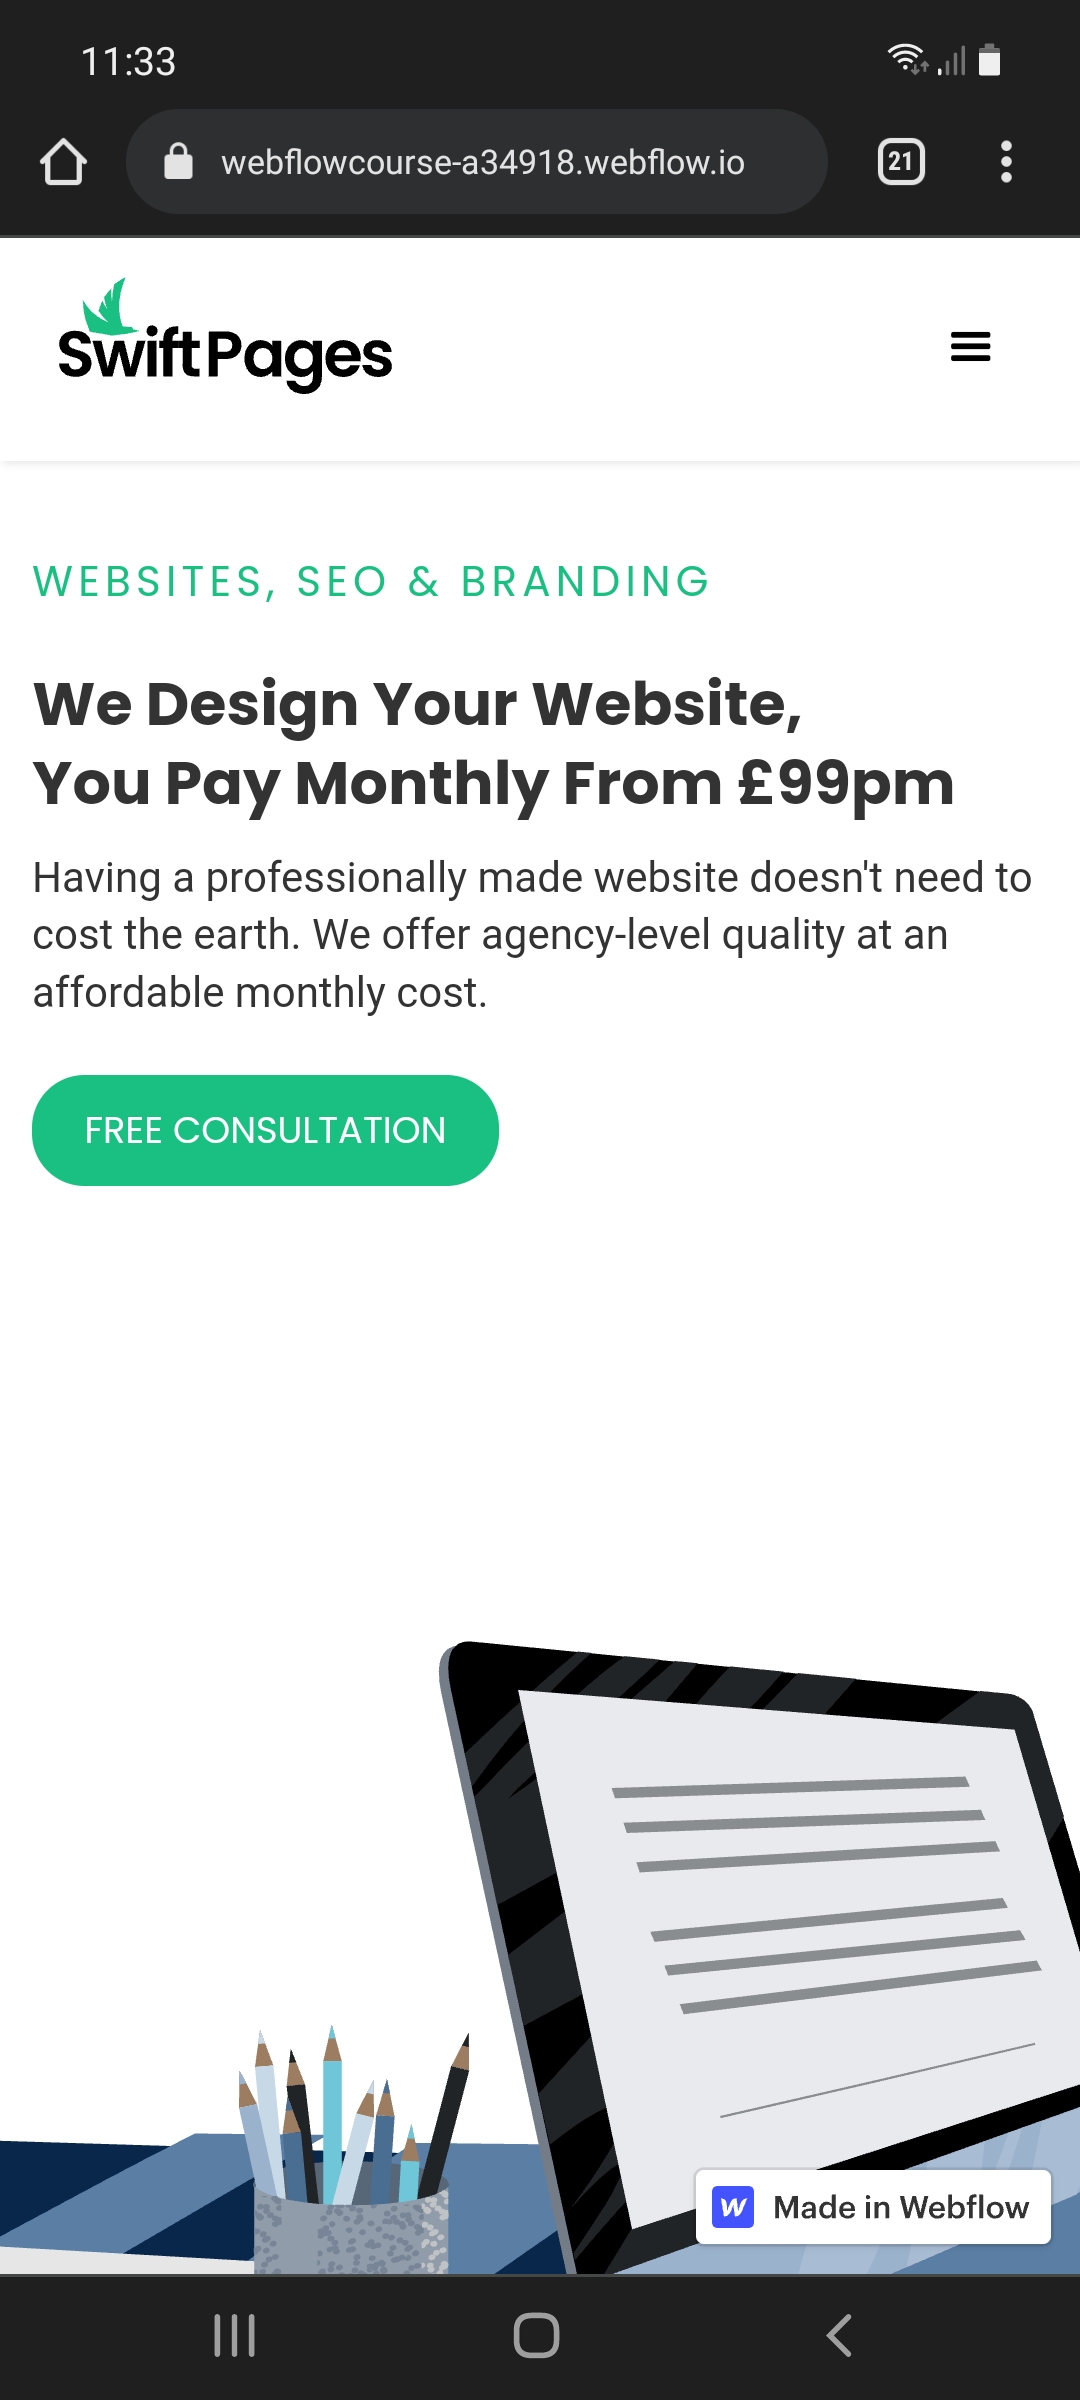 11:33
webflowcourse-a34918.webflow.io
21
Swift Pages
WEBSITES, SEO & BRANDING
We Design Your Website,
You Pay Monthly From £99pm
Having a professionally made website doesn't need to
cost the earth. We offer agency-level quality at an
affordable monthly cost.
FREE CONSULTATION
Made in Webflow